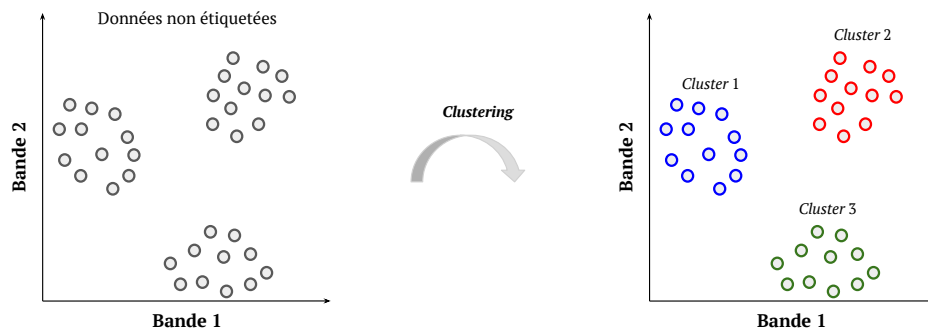 Données non étiquetées
Bande 2
Bande 1
Clustering
Cluster 1
Cluster 2
Cluster 3
Bande 2
Bande 1